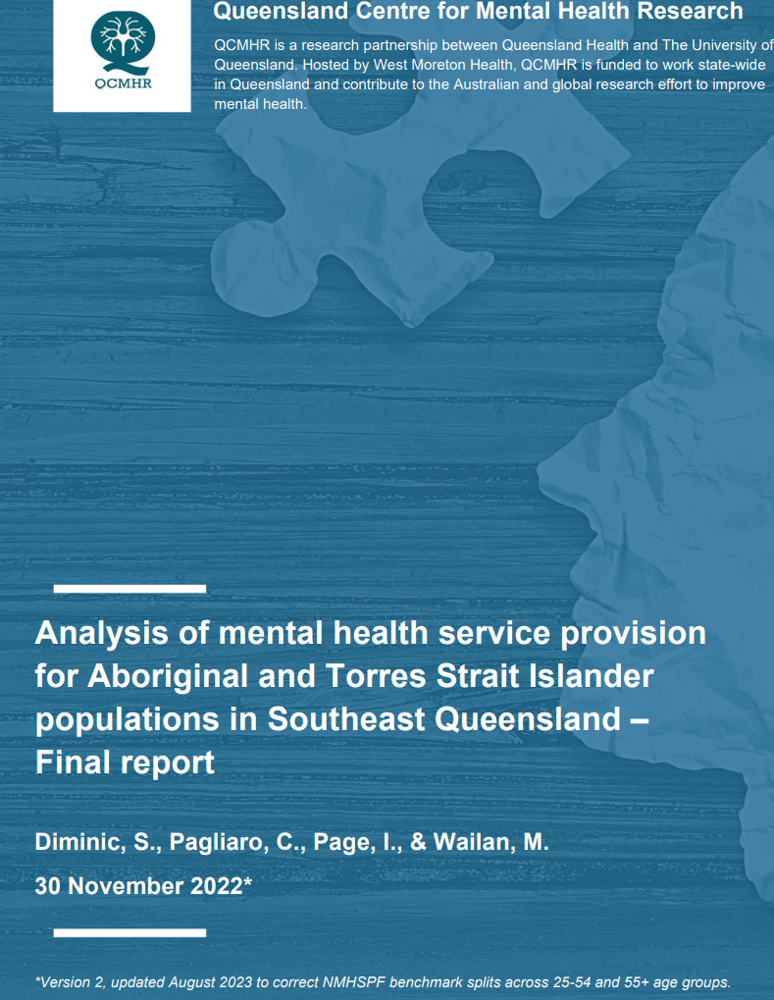 Queensland Centre for Mental Health Research
QCMHR is a research partnership between Queensland Health and The University of
Queensland. Hosted by West Moreton Health, QCMHR is funded to work state-wide
in Queensland and contribute to the Australian and global research effort to improve
mental health.
QCMHR
Analysis of mental health service provision
for Aboriginal and Torres Strait Islander
populations in Southeast Queensland –
Final report
Diminic, S., Pagliaro, C., Page, I., & Wailan, M.
30 November 2022*
*Version 2, updated August 2023 to correct NMHSPF benchmark splits across 25-54 and 55+ age groups.